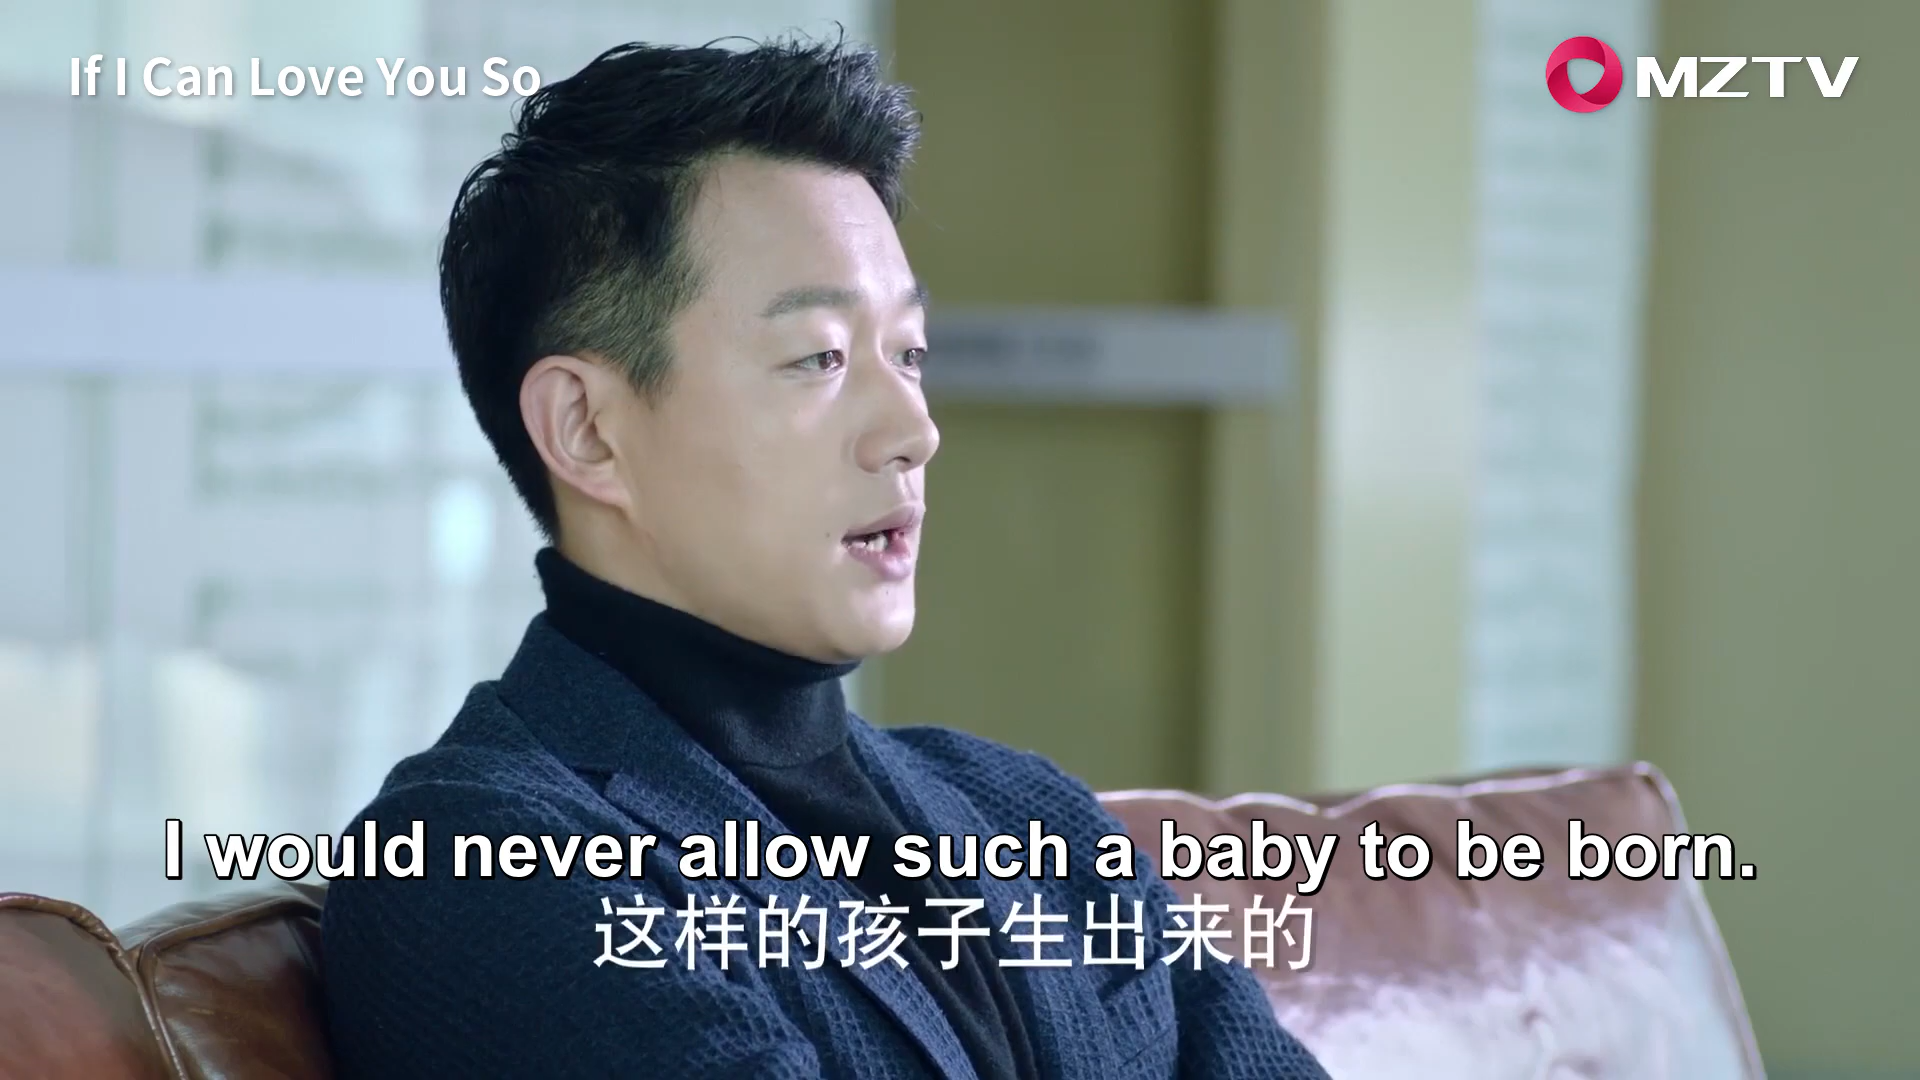 If I Can Love You So
MZTV
I would never allow such a baby to be born.
这样的孩子生出来的